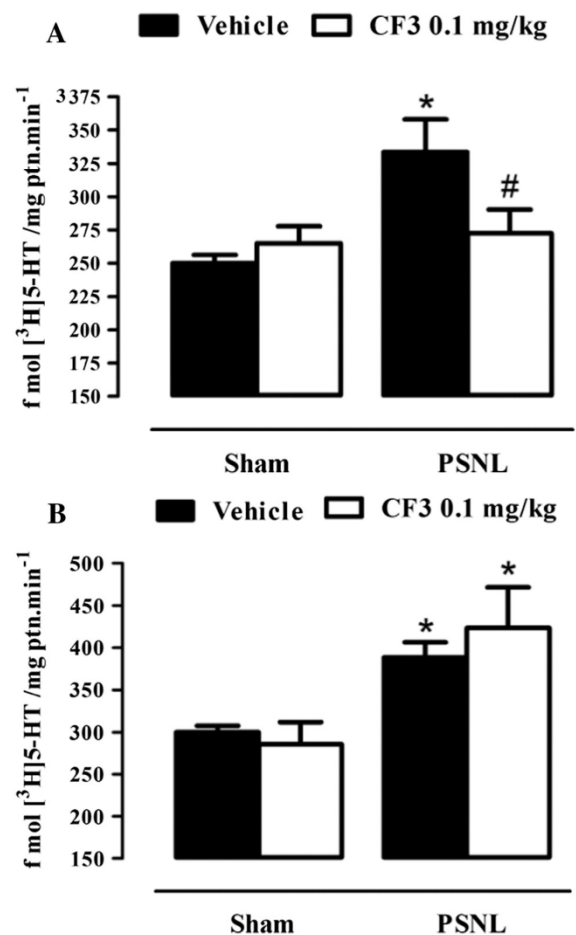 A
Vehicle CF3 0.1 mg/kg
f mol [³H]5-HT /mg ptn.min⁻¹
3 375
350
325
300
275
250
225
200
175
150
*
#
Sham PSNL
B
Vehicle CF3 0.1 mg/kg
f mol [³H]5-HT /mg ptn.min⁻¹
500
450
400
350
300
250
200
150
*
*
Sham PSNL